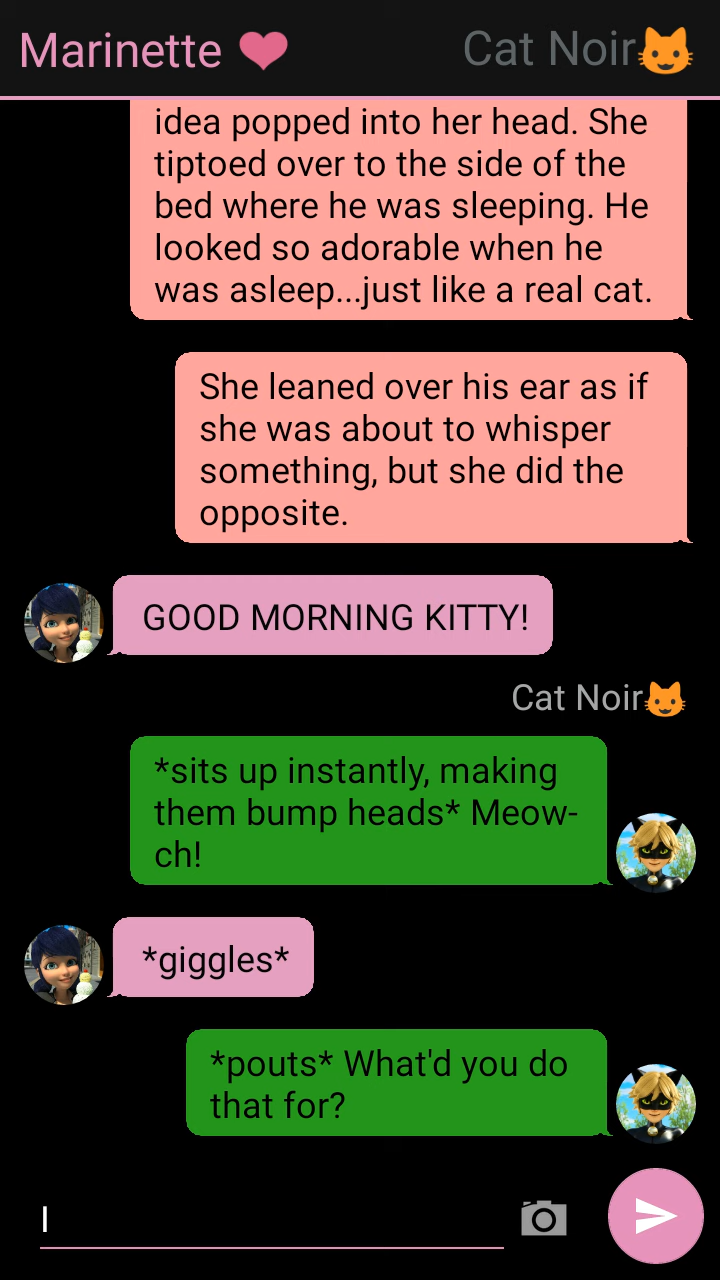 Marinette ❤ Cat Noir🐱
idea popped into her head. She
tiptoed over to the side of the
bed where he was sleeping. He
looked so adorable when he
was asleep...just like a real cat.
She leaned over his ear as if
she was about to whisper
something, but she did the
opposite.
GOOD MORNING KITTY!
Cat Noir🐱
*sits up instantly, making
them bump heads* Meow-
ch!
*giggles*
*pouts* What'd you do
that for?